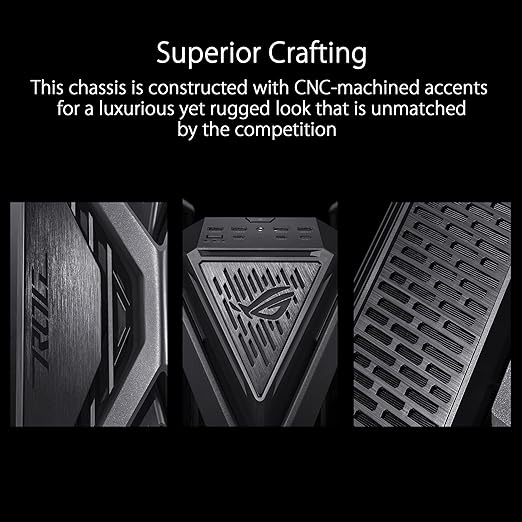 Superior Crafting
This chassis is constructed with CNC-machined accents
for a luxurious yet rugged look that is unmatched
by the competition
ROG